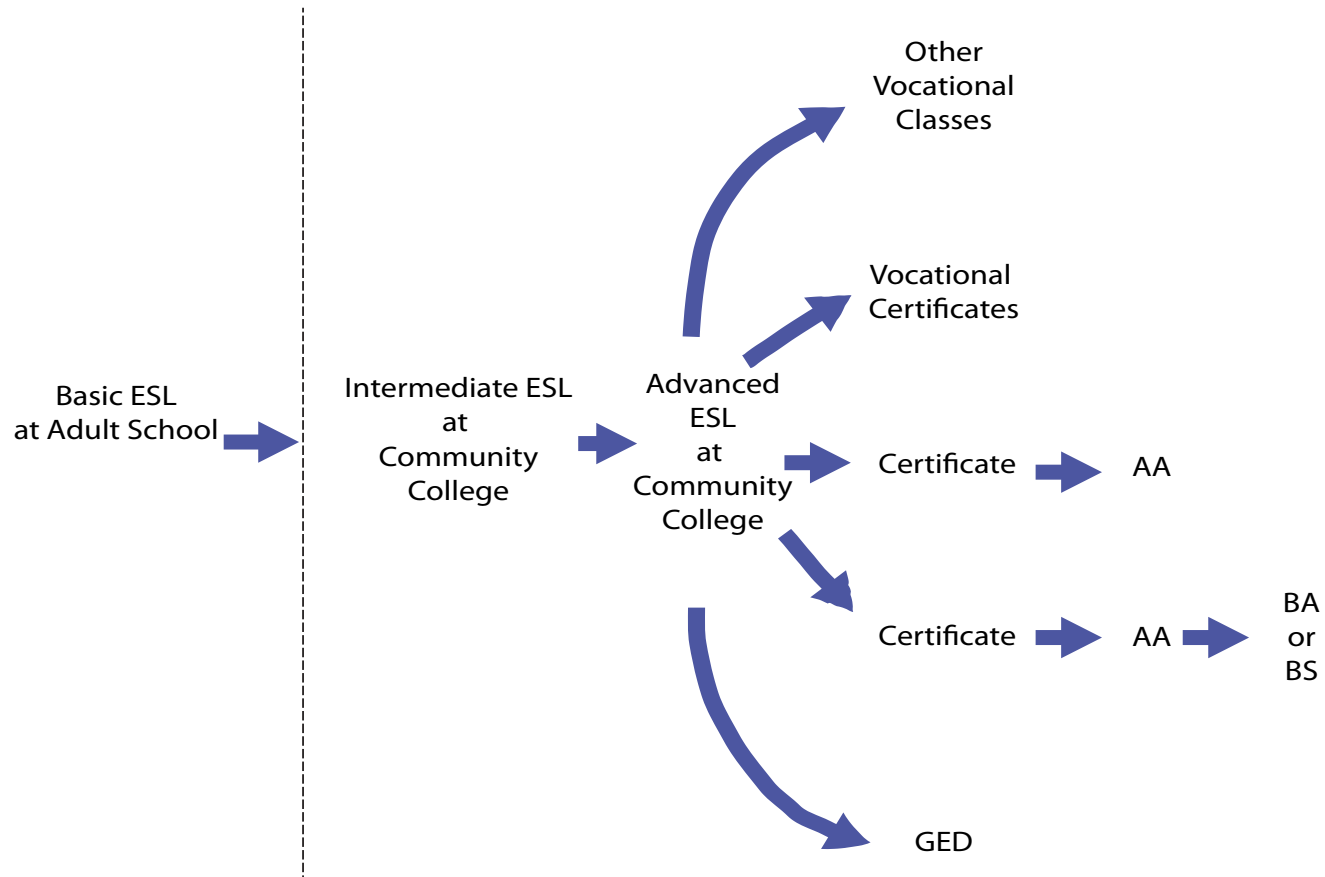 Other
Vocational
Classes
Vocational
Certificates
Basic ESL
at Adult School
Intermediate ESL
at
Community
College
Advanced
ESL
at
Community
College
Certificate
AA
Certificate
AA
BA
or
BS
GED